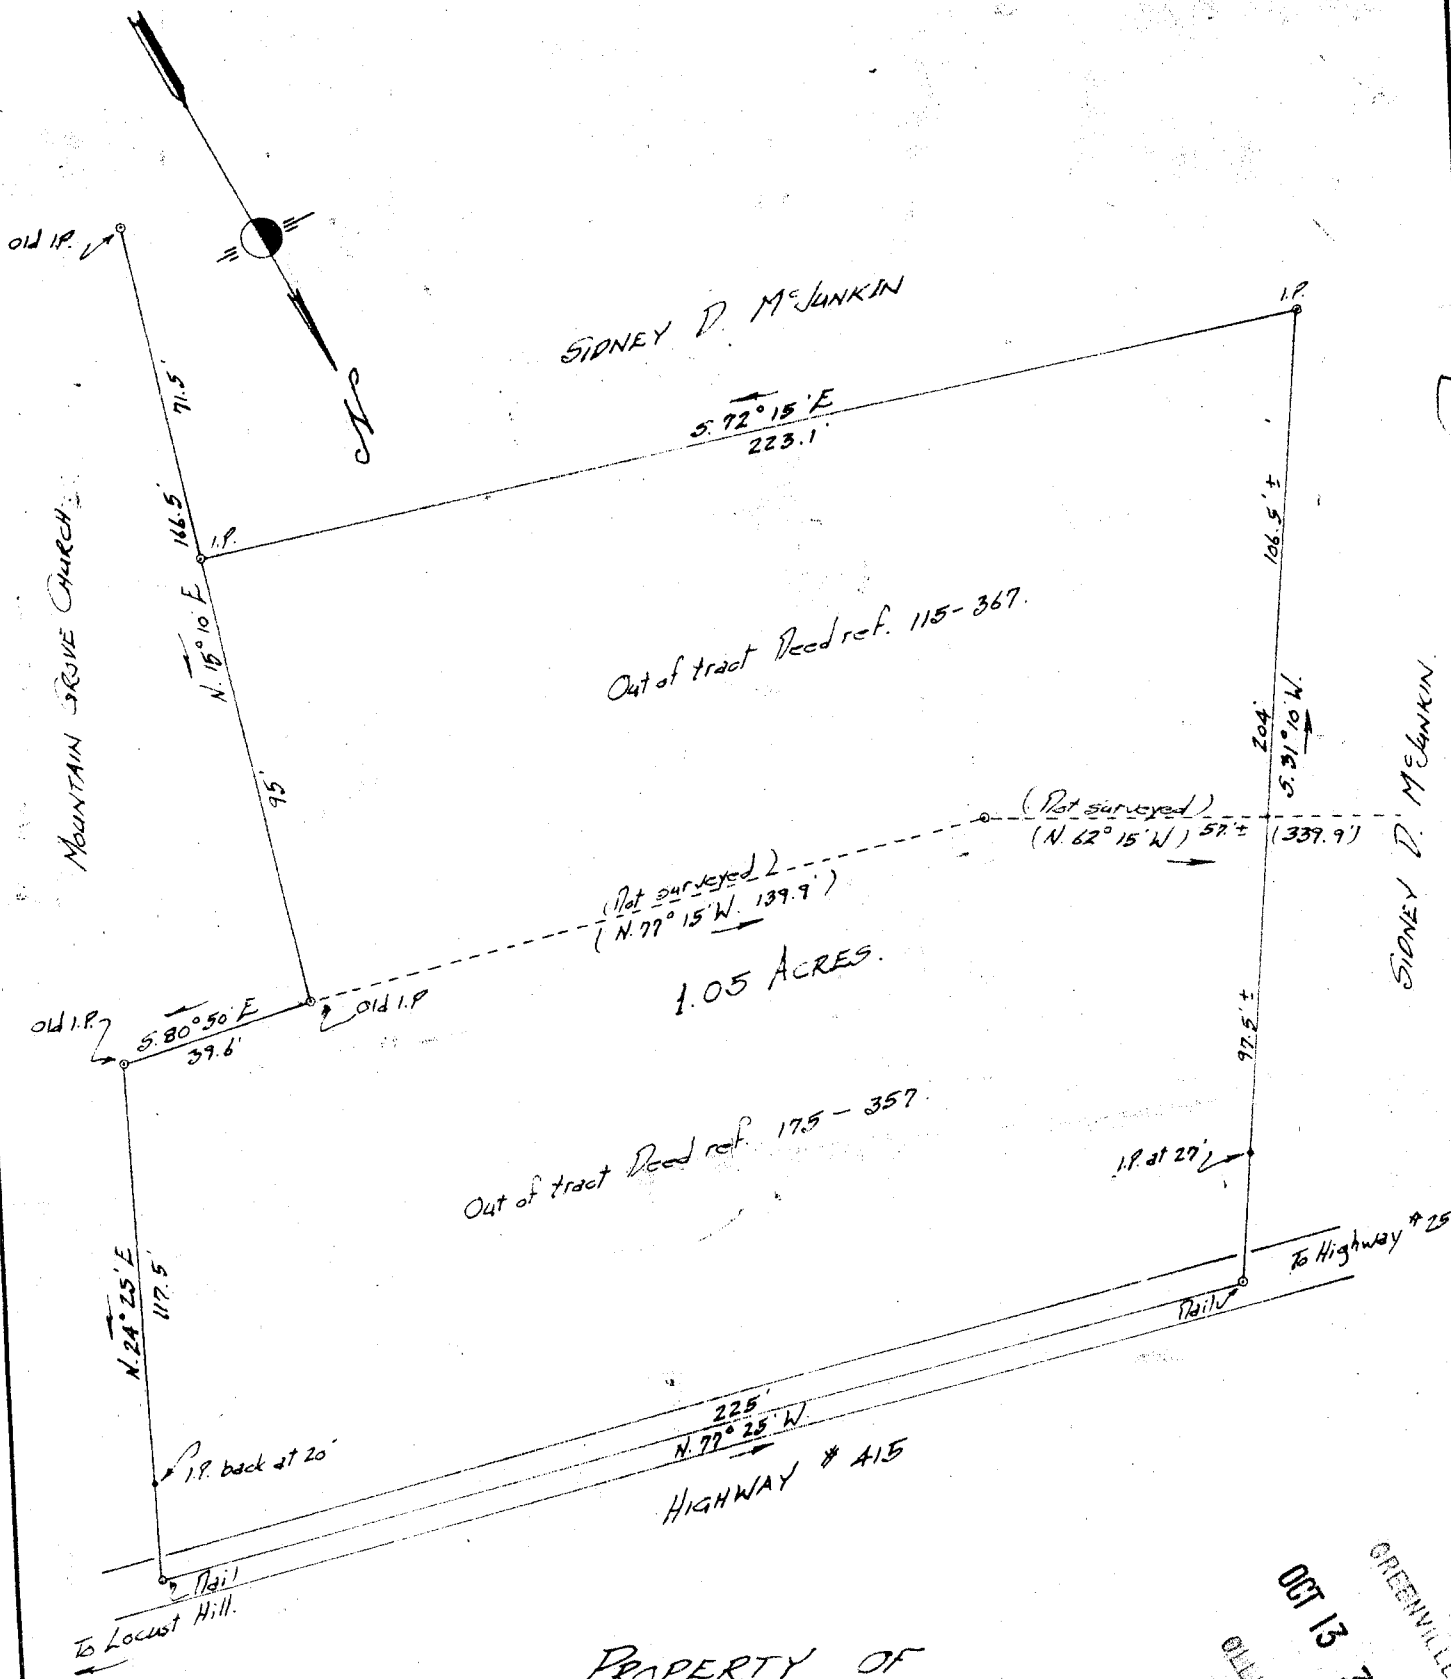 N
Old I.P.
71.5'
166.5'
I.P.
N. 15° 10' E
95'
MOUNTAIN GROVE CHURCH
SIDNEY D. McJUNKIN
I.P.
S. 72° 15' E
223.1'
106.5' ±
Out of tract Deed ref. 115-367.
204'
S. 31° 10' W.
SIDNEY D. McJUNKIN.
(Not surveyed)
(N. 62° 15' W) 57' ± (339.9')
(Not surveyed)
(N. 77° 15' W. 139.9')
1.05 ACRES.
Old I.P.
S. 80° 50' E
39.6'
Old I.P
97.5' ±
Out of tract Deed ref. 175-357.
I.P. at 27'
N. 24° 25' E
117.5'
To Highway # 25
Nail
225'
N. 77° 25' W.
I.P. back at 20'
HIGHWAY # 415
Nail
To Locust Hill.
PROPERTY OF
OCT 13
GREENVILLE